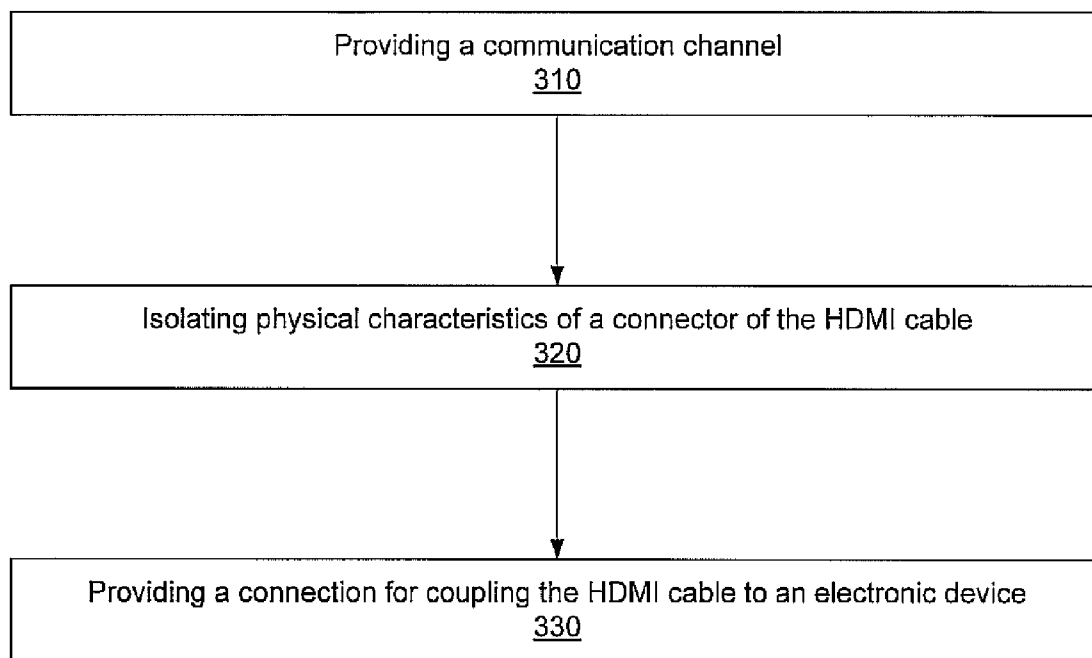 Providing a communication channel
310
Isolating physical characteristics of a connector of the HDMI cable
320
Providing a connection for coupling the HDMI cable to an electronic device
330